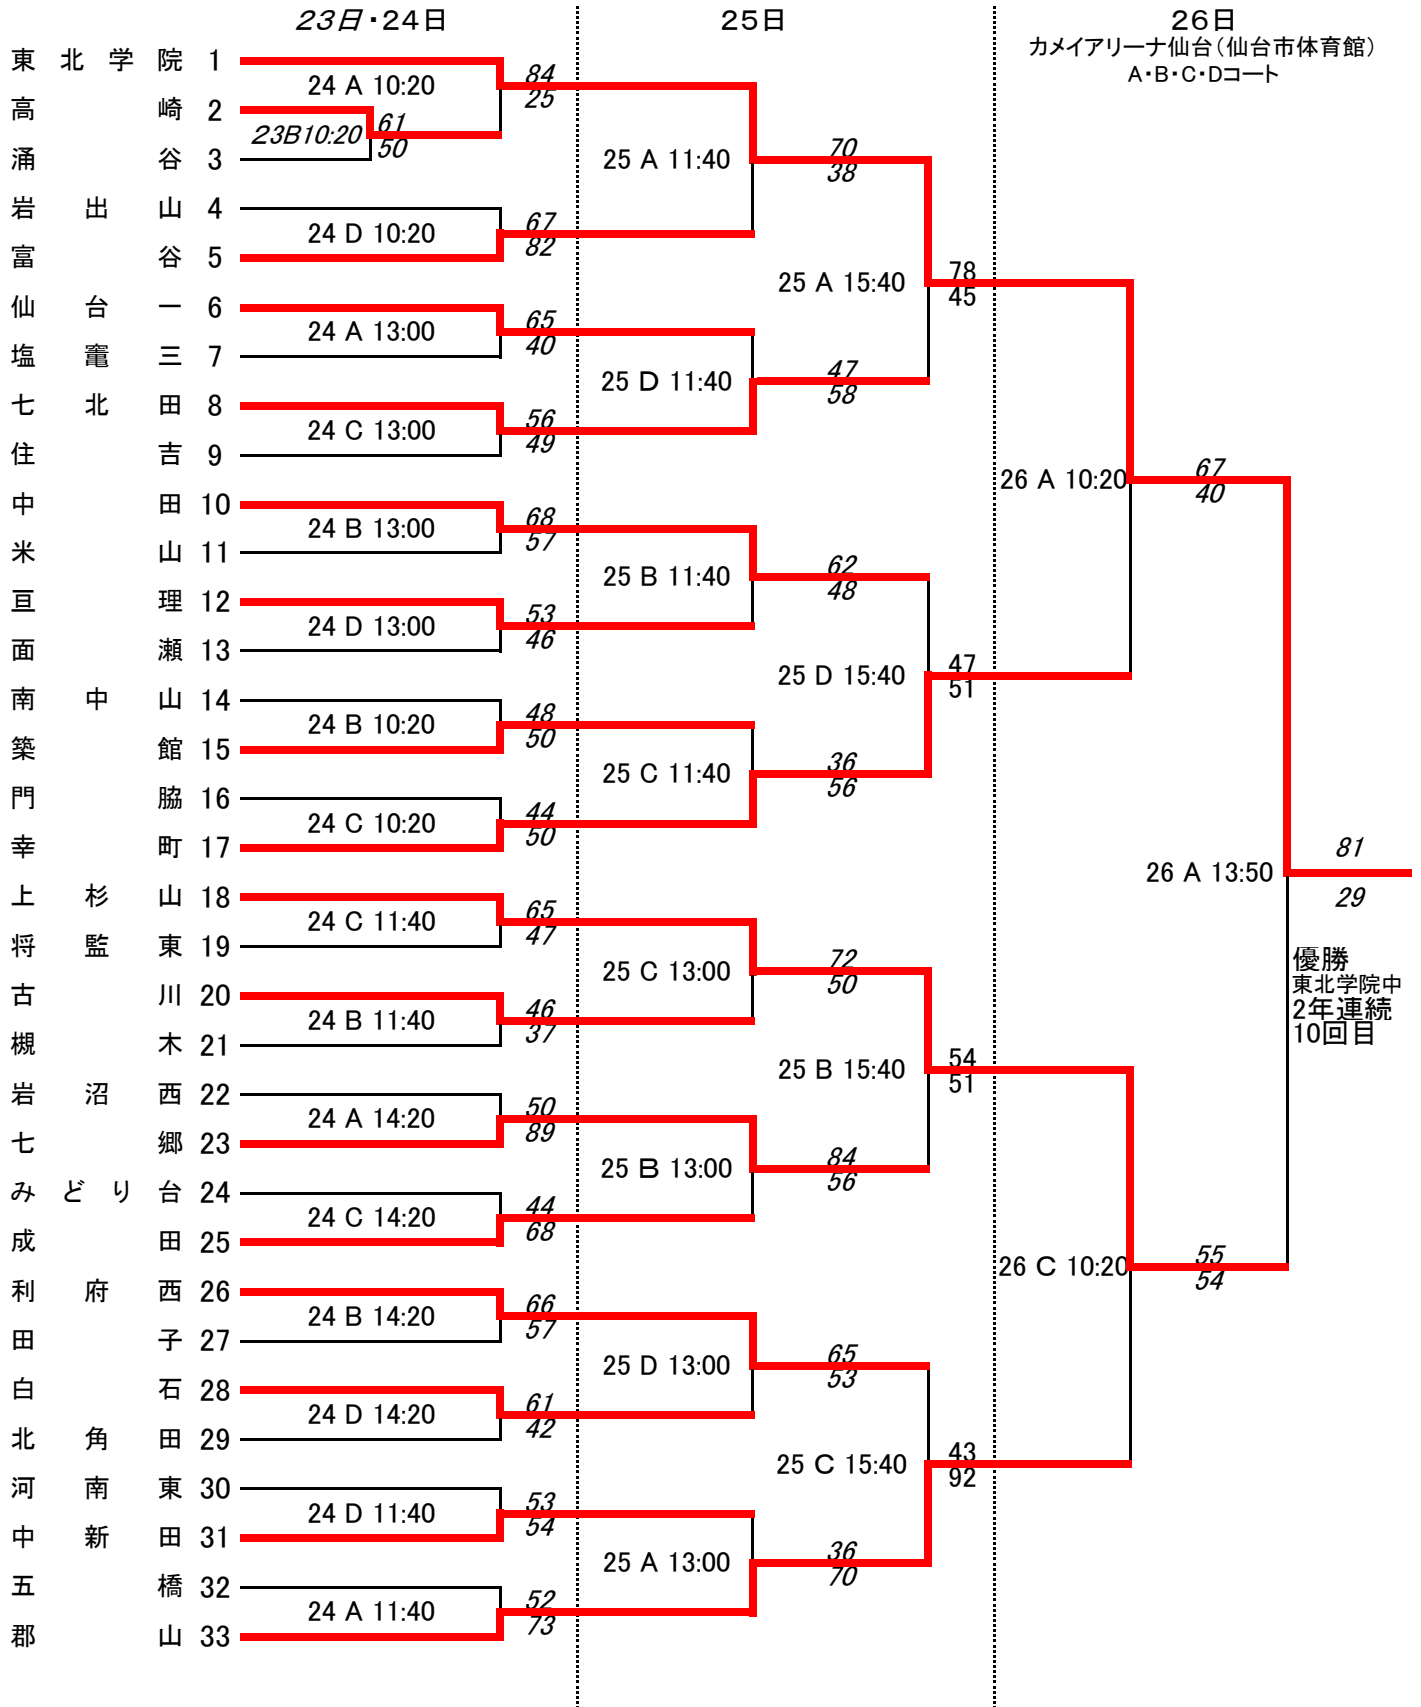 23日・24日
25日
26日
カメイアリーナ仙台(仙台市体育館)
A・B・C・Dコート
東北学院 1
24 A 10:20
84
25
高崎 2
23B10:20
61
50
涌谷 3
25 A 11:40
70
38
岩出山 4
24 D 10:20
67
82
富谷 5
25 A 15:40
78
45
仙台一 6
24 A 13:00
65
40
塩竈三 7
25 D 11:40
47
58
七北田 8
24 C 13:00
56
49
住吉 9
26 A 10:20
67
40
中田 10
24 B 13:00
68
57
米山 11
25 B 11:40
62
48
亘理 12
24 D 13:00
53
46
面瀬 13
25 D 15:40
47
51
南中山 14
24 B 10:20
48
50
築館 15
25 C 11:40
36
56
門脇 16
24 C 10:20
44
50
幸町 17
26 A 13:50
81
29
上杉山 18
24 C 11:40
65
47
将監東 19
25 C 13:00
72
50
優勝
東北学院中
2年連続
10回目
古川 20
24 B 11:40
46
37
槻木 21
25 B 15:40
54
51
岩沼西 22
24 A 14:20
50
89
七郷 23
25 B 13:00
84
56
みどり台 24
24 C 14:20
44
68
成田 25
26 C 10:20
55
54
利府西 26
24 B 14:20
66
57
田子 27
25 D 13:00
65
53
白石 28
24 D 14:20
61
42
北角田 29
25 C 15:40
43
92
河南東 30
24 D 11:40
53
54
中新田 31
25 A 13:00
36
70
五橋 32
24 A 11:40
52
73
郡山 33